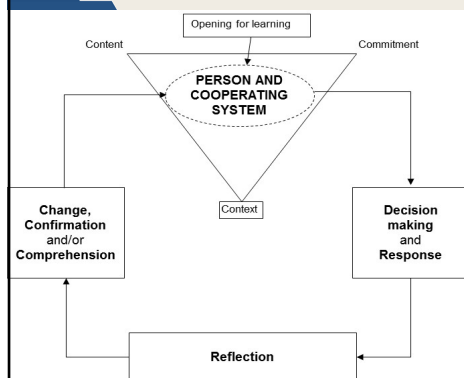 Opening for learning
Content
Commitment
PERSON AND
COOPERATING
SYSTEM
Context
Change,
Confirmation
and/or
Comprehension
Decision
making
and
Response
Reflection